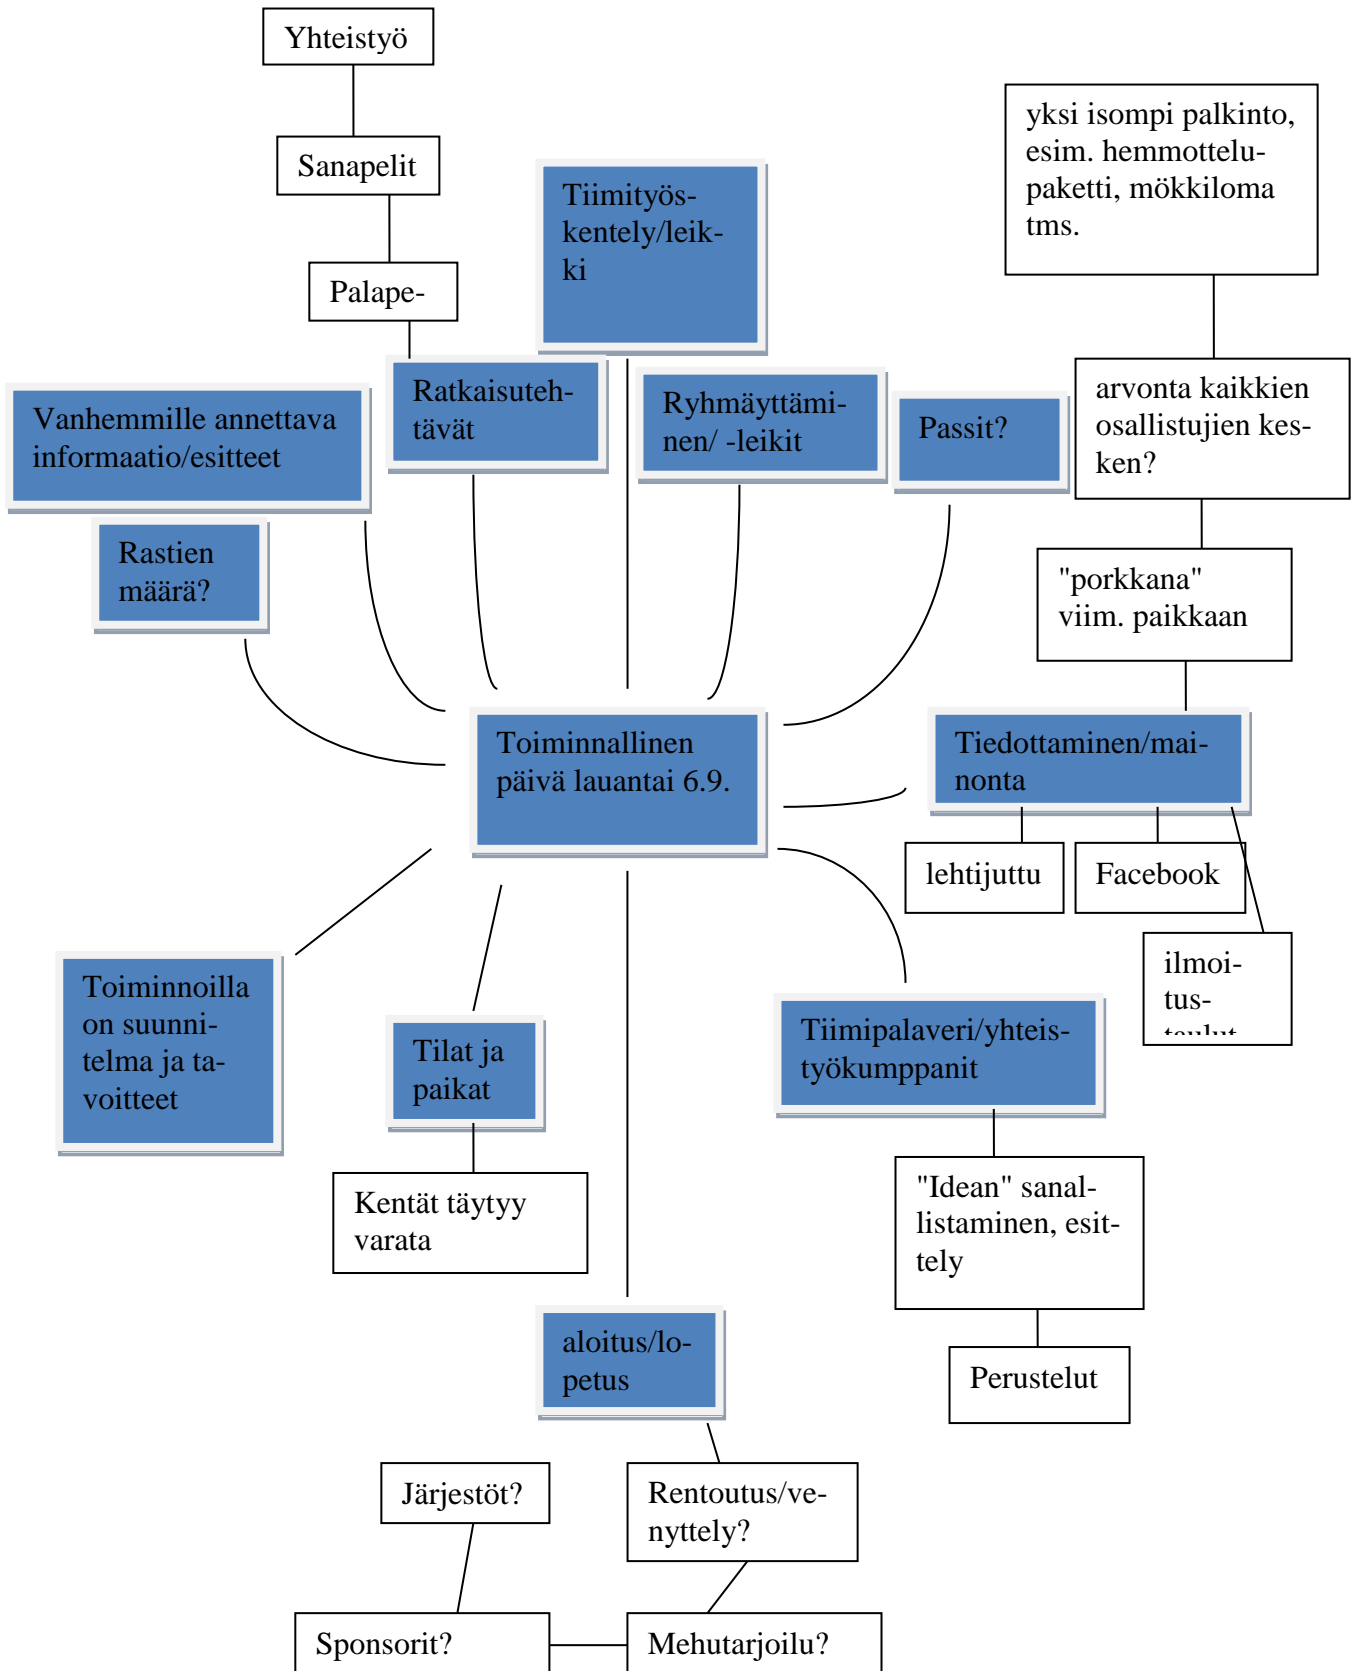 Yhteistyö
Sanapelit
Palape-
yksi isompi palkinto,
esim. hemmottelu-
paketti, mökkiloma
tms.
Tiimityös-
kentely/leik-
ki
Vanhemmille annettava
informaatio/esitteet
Ratkaisuteh-
tävät
Ryhmäyttämi-
nen/ -leikit
Passit?
arvonta kaikkien
osallistujien kes-
ken?
Rastien
määrä?
"porkkana"
viim. paikkaan
Toiminnallinen
päivä lauantai 6.9.
Tiedottaminen/mai-
nonta
lehtijuttu
Facebook
ilmoi-
tus-
taulut
Toiminnoilla
on suunni-
telma ja ta-
voitteet
Tilat ja
paikat
Tiimipalaveri/yhteis-
työkumppanit
Kentät täytyy
varata
"Idean" sanal-
listaminen, esit-
tely
Perustelut
aloitus/lo-
petus
Järjestöt?
Rentoutus/ve-
nyttely?
Sponsorit?
Mehutarjoilu?